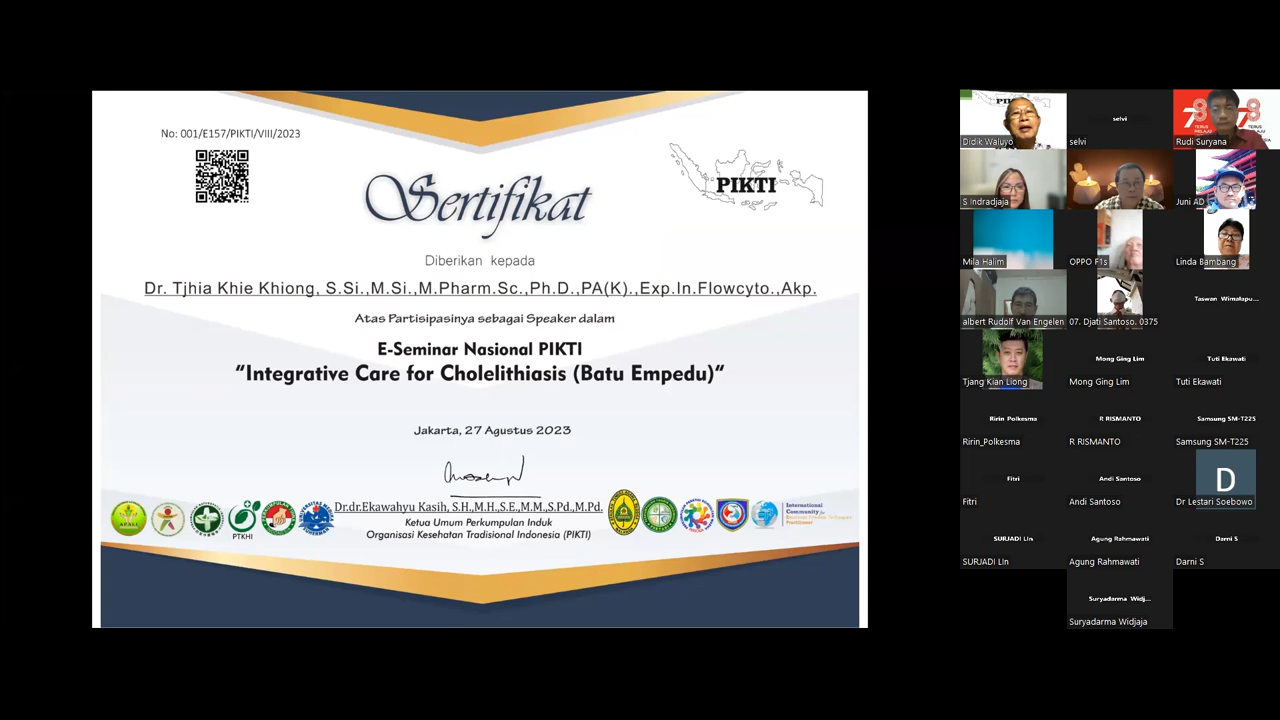 No: 001/E157/PIKTI/VIII/2023
PIKTI
Sertifikat
Diberikan kepada
Dr. Tjhia Khie Khiong, S.Si.,M.Si.,M.Pharm.Sc.,Ph.D.,PA(K).,Exp.In.Flowcyto.,Akp.
Atas Partisipasinya sebagai Speaker dalam
E-Seminar Nasional PIKTI
“Integrative Care for Cholelithiasis (Batu Empedu)“
Jakarta, 27 Agustus 2023
Dr.dr.Ekawahyu Kasih, S.H.,M.H.,S.E.,M.M.,S.Pd.,M.Pd.
Ketua Umum Perkumpulan Induk
Organisasi Kesehatan Tradisional Indonesia (PIKTI)
PTKHI
International
Community for
Practitioner
Didik Waluyo
selvi
selvi
Rudi Suryana
TERUS
MELAJU
S Indradjaja
Juni AD
Mila Halim
OPPO F1s
Linda Bambang
albert Rudolf Van Engelen
07. Djati Santoso. 0375
Taswan Wimalapu...
Tjang Kian Liong
Mong Ging Lim
Mong Ging Lim
Tuti Ekawati
Tuti Ekawati
Ririn Polkesma
Ririn_Polkesma
R RISMANTO
R RISMANTO
Samsung SM-T225
Samsung SM-T225
Fitri
Fitri
Andi Santoso
Andi Santoso
D
Dr Lestari Soebowo
SURJADI LIn
SURJADI LIn
Agung Rahmawati
Agung Rahmawati
Darni S
Darni S
Suryadarma Widj...
Suryadarma Widjaja